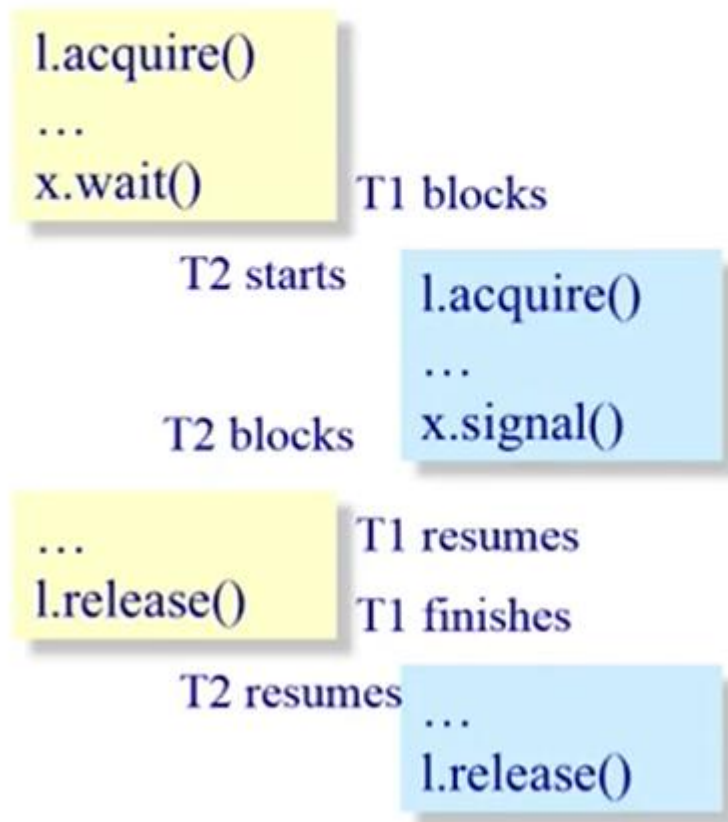 l.acquire()
...
x.wait()
T1 blocks
T2 starts
l.acquire()
...
x.signal()
T2 blocks
...
T1 resumes
l.release()
T1 finishes
T2 resumes
...
l.release()